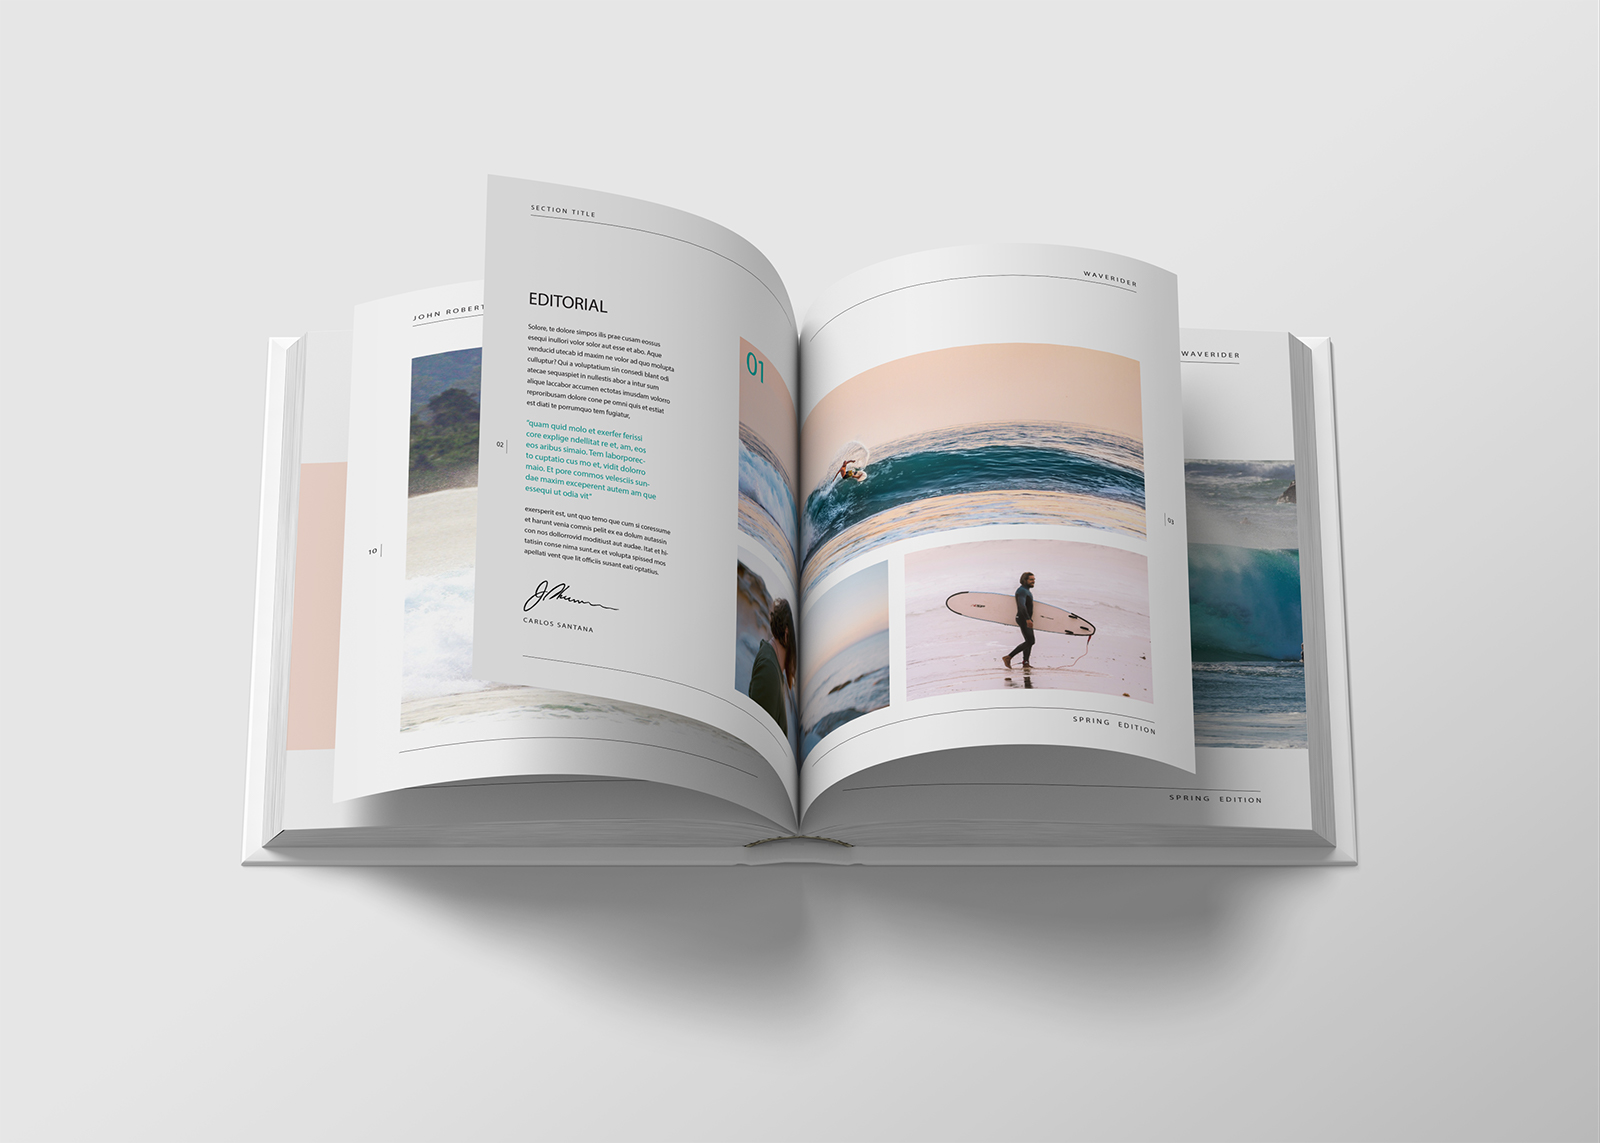 JOHN ROBERT
10
SECTION TITLE
EDITORIAL
Solore, te dolore simpos ilis prae cusam eossus
esequi inullori volor solor aut esse et abo. Aque
venducid utecab id maxim ne volor ad quo molupta
culluptur? Qui a voluptatium sin consedi blant odi
atecae sequaspiet in nullestis abor a intur sum
alique laccabor accumen ectotas imusdam volorro
reproribusam dolore cone pe omni quis et estiat
est diati te porrumquo tem fugiatur,
"quam quid molo et exerfer ferissi
core explige ndellitat re et, am, eos
eos aribus simaio. Tem laborporec-
to cuptatio cus mo et, vidit dolorro
maio. Et pore commos velesciis sun-
dae maxim exceperent autem am que
essequi ut odia vit"
exersperit est, unt quo temo que cum si coressume
et harunt venia comnis pelit ex ea dolum autassin
con nos dollorrovid moditiust aut audae. Itat et hi-
tatisin conse nima sunt.ex et volupta spissed mos
apellati vent que lit officiis susant eati optatius.
CARLOS SANTANA
02
01
WAVERIDER
03
SPRING EDITION
WAVERIDER
SPRING EDITION